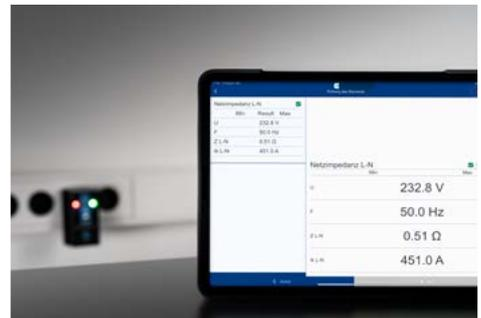 Netzimpedanz L-N
Min Result Max
U 232.8 V
F 50.0 Hz
Z L-N 0.51 Ω
Ik L-N 451.0 A
Netzimpedanz L-N
Min Max
U 232.8 V
F 50.0 Hz
Z L-N 0.51 Ω
Ik L-N 451.0 A